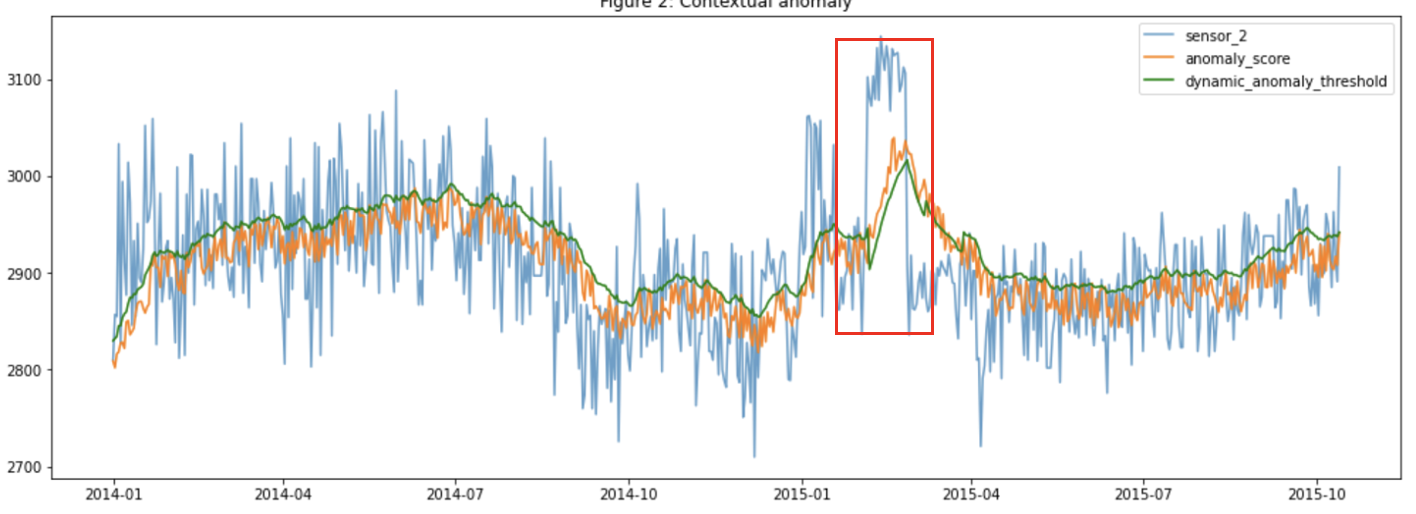 Figure 2: Contextual anomaly
sensor_2
anomaly_score
dynamic_anomaly_threshold
3100
3000
2900
2800
2700
2014-01 2014-04 2014-07 2014-10 2015-01 2015-04 2015-07 2015-10